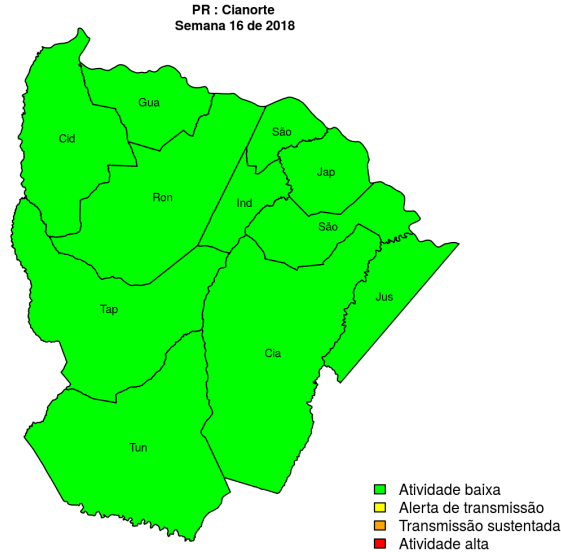 PR : Cianorte
Semana 16 de 2018
Gua
São
Cid
Jap
Ron
Ind
São
Jus
Tap
Cia
Tun
Atividade baixa
Alerta de transmissão
Transmissão sustentada
Atividade alta